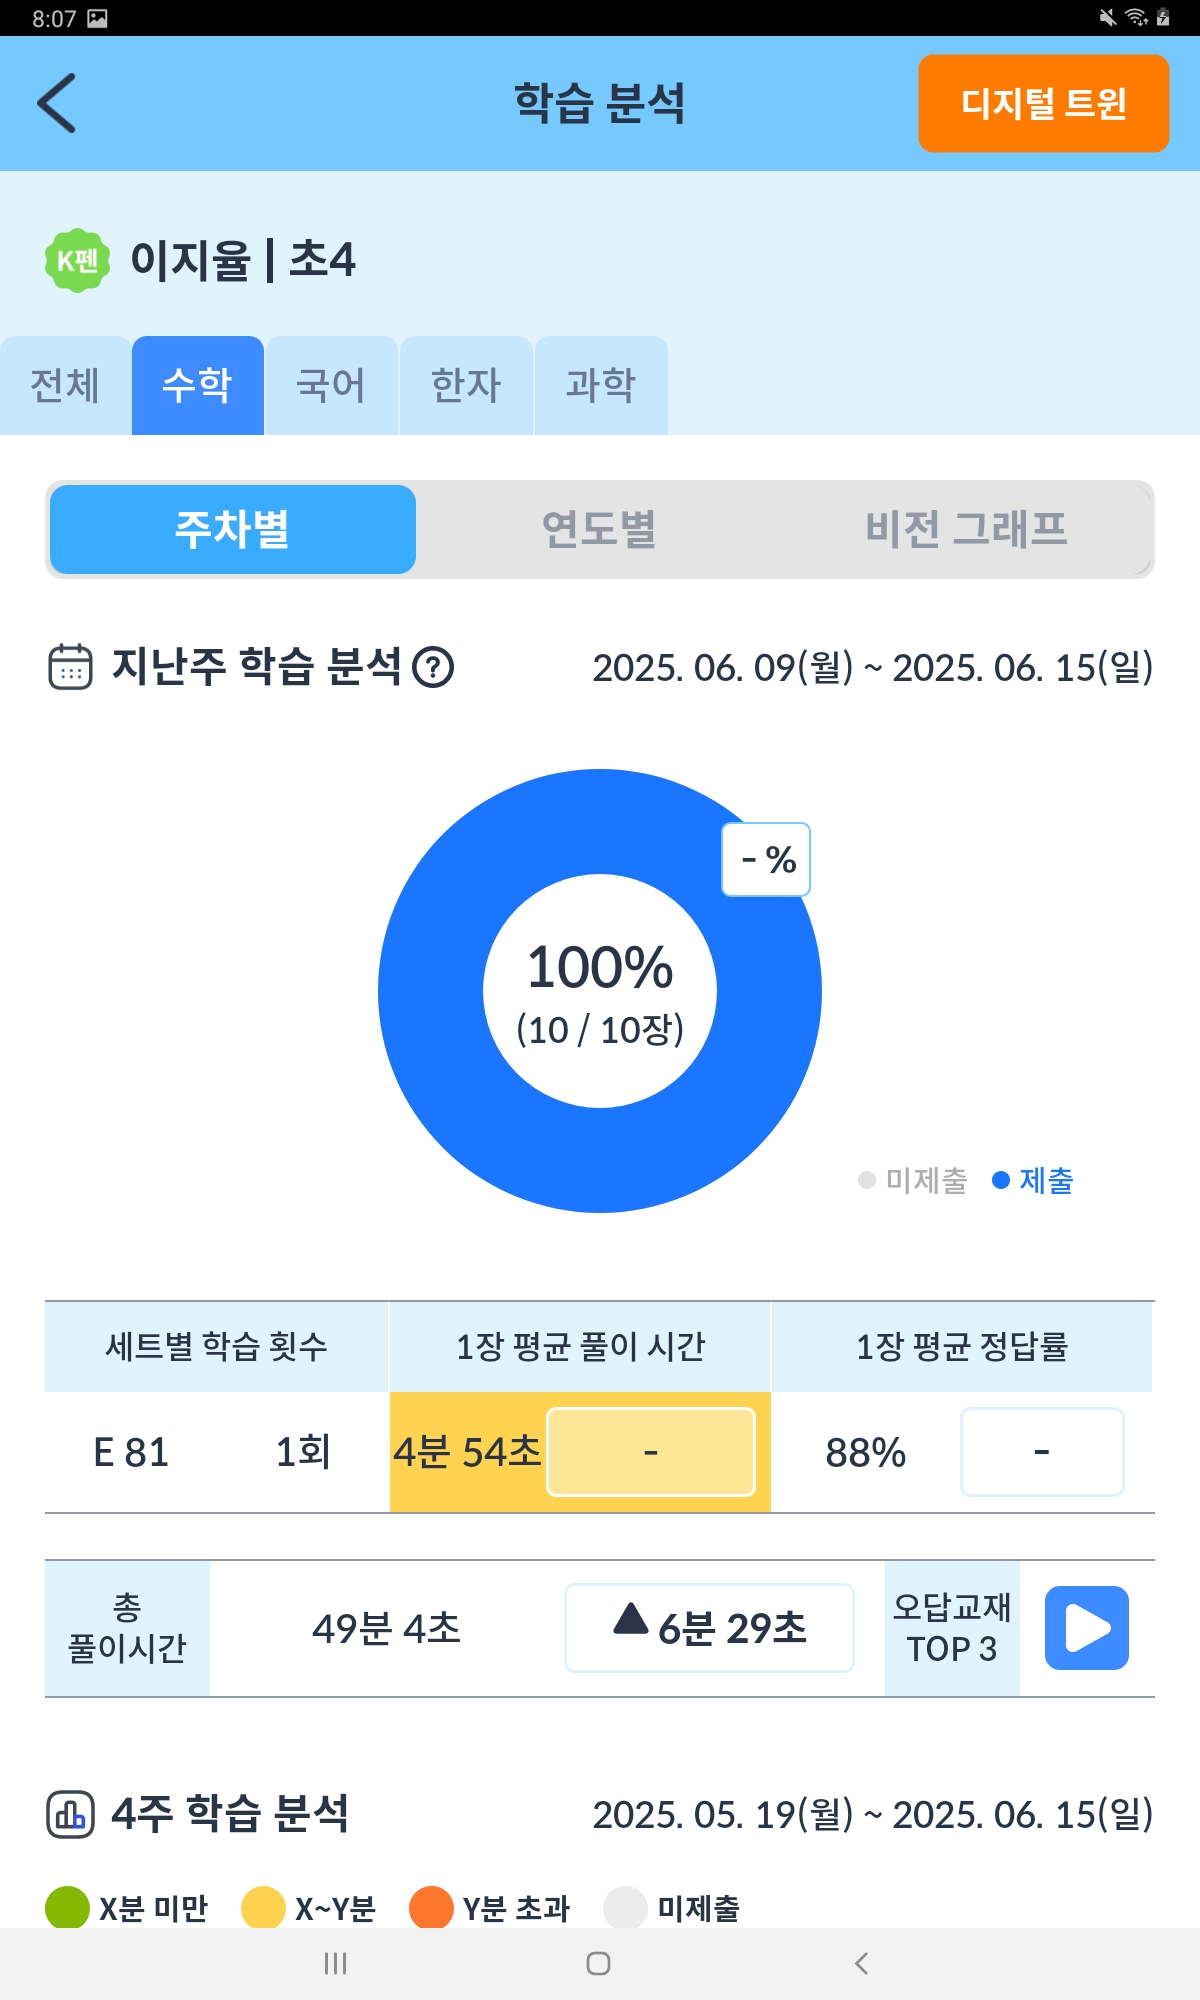 8:07
학습 분석
디지털 트윈
K펜
이지율 | 초4
전체 수학 국어 한자 과학
주차별 연도별 비전 그래프
지난주 학습 분석 ? 2025. 06. 09(월) ~ 2025. 06. 15(일)
- %
100%
(10 / 10장)
미제출 제출
세트별 학습 횟수 1장 평균 풀이 시간 1장 평균 정답률
E 81 1회 4분 54초 - 88% -
총
풀이시간
49분 4초 ▲ 6분 29초
오답교재
TOP 3
4주 학습 분석 2025. 05. 19(월) ~ 2025. 06. 15(일)
X분 미만 X~Y분 Y분 초과 미제출